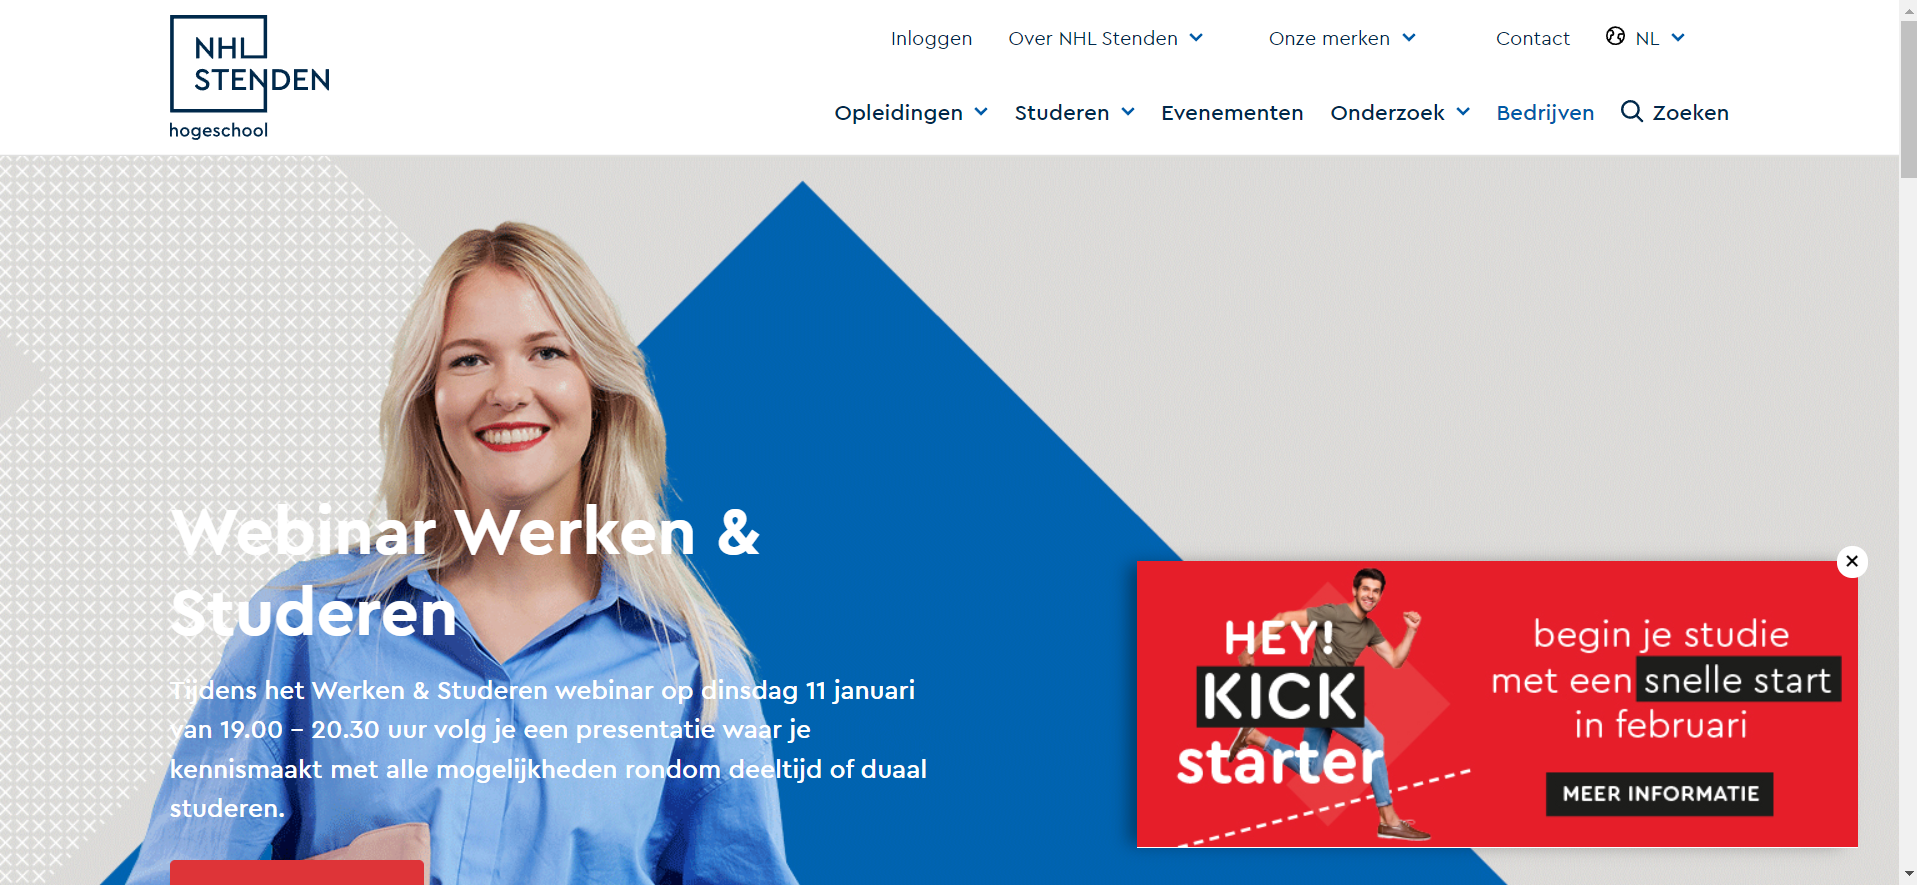 NHL
STENDEN
hogeschool
Inloggen
Over NHL Stenden
Onze merken
Contact
NL
Opleidingen
Studeren
Evenementen
Onderzoek
Bedrijven
Zoeken
Webinar Werken &
Studeren
Tijdens het Werken & Studeren webinar op dinsdag 11 januari
van 19.00 – 20.30 uur volg je een presentatie waar je
kennismaakt met alle mogelijkheden rondom deeltijd of duaal
studeren.
HEY!
KICK
starter
begin je studie
met een snelle start
in februari
MEER INFORMATIE